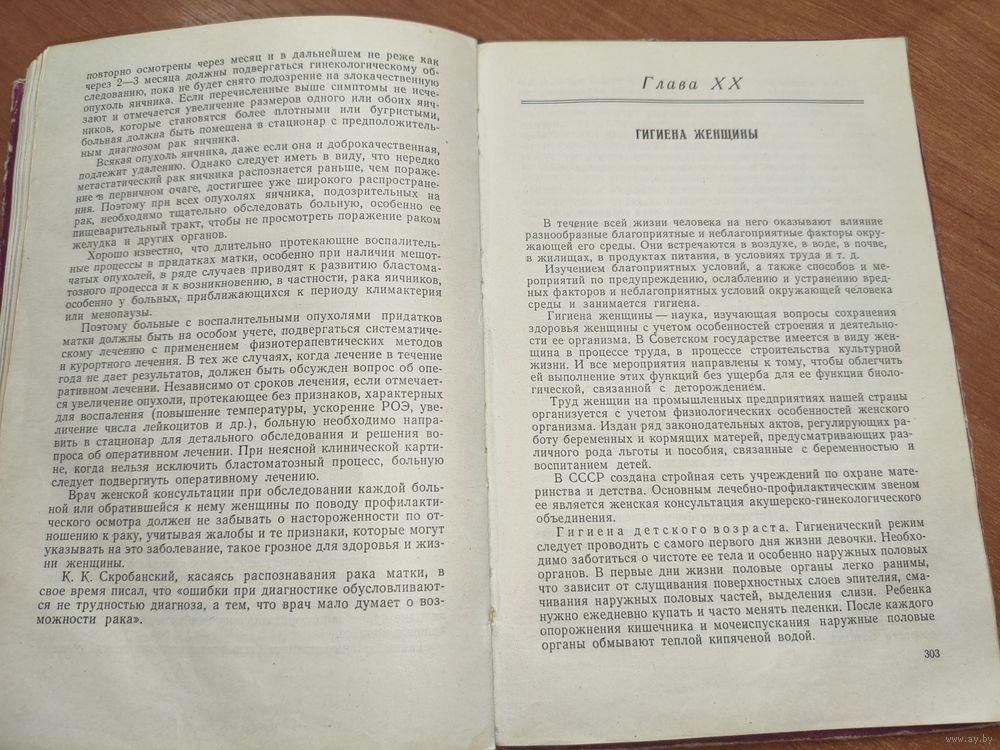 повторно осмотрены через месяц и в дальнейшем не реже как
через 2—3 месяца должны подвергаться гинекологическому об-
следованию, пока не будет снято подозрение на злокачественную
опухоль яичника. Если перечисленные выше симптомы не исче-
зают и отмечается увеличение размеров одного или обоих яич-
ников, которые становятся более плотными или бугристыми,
больная должна быть помещена в стационар с предположитель-
ным диагнозом рак яичника.
Всякая опухоль яичника, даже если она и доброкачественная,
подлежит удалению. Однако следует иметь в виду, что нередко
метастатический рак яичника распознается раньше, чем пораже-
ние в первичном очаге, достигшее уже широкого распростране-
ния. Поэтому при всех опухолях яичника, подозрительных на
рак, необходимо тщательно обследовать больную, особенно ее
пищеварительный тракт, чтобы не просмотреть поражение раком
желудка и других органов.
Хорошо известно, что длительно протекающие воспалитель-
ные процессы в придатках матки, особенно при наличии мешот-
чатых опухолей, в ряде случаев приводят к развитию бластома-
тозного процесса и к возникновению, в частности, рака яичников,
особенно у больных, приближающихся к периоду климактерия
или менопаузы.
Поэтому больные с воспалительными опухолями придатков
матки должны быть на особом учете, подвергаться систематиче-
скому лечению с применением физиотерапевтических методов
и курортного лечения. В тех же случаях, когда лечение в течение
года не дает результатов, должен быть обсужден вопрос об опе-
ративном лечении. Независимо от сроков лечения, если отмечает-
ся увеличение опухоли, протекающее без признаков, характерных
для воспаления (повышение температуры, ускорение РОЭ, уве-
личение числа лейкоцитов и др.), больную необходимо напра-
вить в стационар для детального обследования и решения во-
проса об оперативном лечении. При неясной клинической карти-
не, когда нельзя исключить бластоматозный процесс, больную
следует подвергнуть оперативному лечению.
Врач женской консультации при обследовании каждой боль-
ной или обратившейся к нему женщины по поводу профилакти-
ческого осмотра должен не забывать о настороженности по от-
ношению к раку, учитывая жалобы и те признаки, которые могут
указывать на это заболевание, такое грозное для здоровья и жиз-
ни женщины.
К. К. Скробанский, касаясь распознавания рака матки, в
свое время писал, что «ошибки при диагностике обусловливают-
ся не трудностью диагноза, а тем, что врач мало думает о воз-
можности рака».
Глава XX
ГИГИЕНА ЖЕНЩИНЫ
В течение всей жизни человека на него оказывают влияние
разнообразные благоприятные и неблагоприятные факторы окру-
жающей его среды. Они встречаются в воздухе, в воде, в почве,
в жилищах, в продуктах питания, в условиях труда и т. д.
Изучением благоприятных условий, а также способов и ме-
роприятий по предупреждению, ослаблению и устранению вред-
ных факторов и неблагоприятных условий окружающей человека
среды и занимается гигиена.
Гигиена женщины — наука, изучающая вопросы сохранения
здоровья женщины с учетом особенностей строения и деятельно-
сти ее организма. В Советском государстве имеется в виду жен-
щина в процессе труда, в процессе строительства культурной
жизни. И все мероприятия направлены к тому, чтобы облегчить
ей выполнение этих функций без ущерба для ее функции биоло-
гической, связанной с деторождением.
Труд женщин на промышленных предприятиях нашей страны
организуется с учетом физиологических особенностей женского
организма. Издан ряд законодательных актов, регулирующих ра-
боту беременных и кормящих матерей, предусматривающих раз-
личного рода льготы и пособия, связанные с беременностью и
воспитанием детей.
В СССР создана стройная сеть учреждений по охране мате-
ринства и детства. Основным лечебно-профилактическим звеном
ее является женская консультация акушерско-гинекологического
объединения.
Гигиена детского возраста. Гигиенический режим
следует проводить с самого первого дня жизни девочки. Необхо-
димо заботиться о чистоте ее тела и особенно наружных половых
органов. В первые дни жизни половые органы легко ранимы,
что зависит от слущивания поверхностных слоев эпителия, сма-
чивания наружных половых частей, выделения слизи. Ребенка
нужно ежедневно купать и часто менять пеленки. После каждого
опорожнения кишечника и мочеиспускания наружные половые
органы обмывают теплой кипяченой водой.
303
www.ay.by